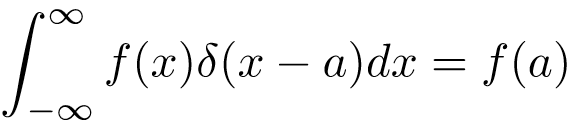 ∫_{-∞}^{∞} f(x)δ(x − a)dx = f(a)